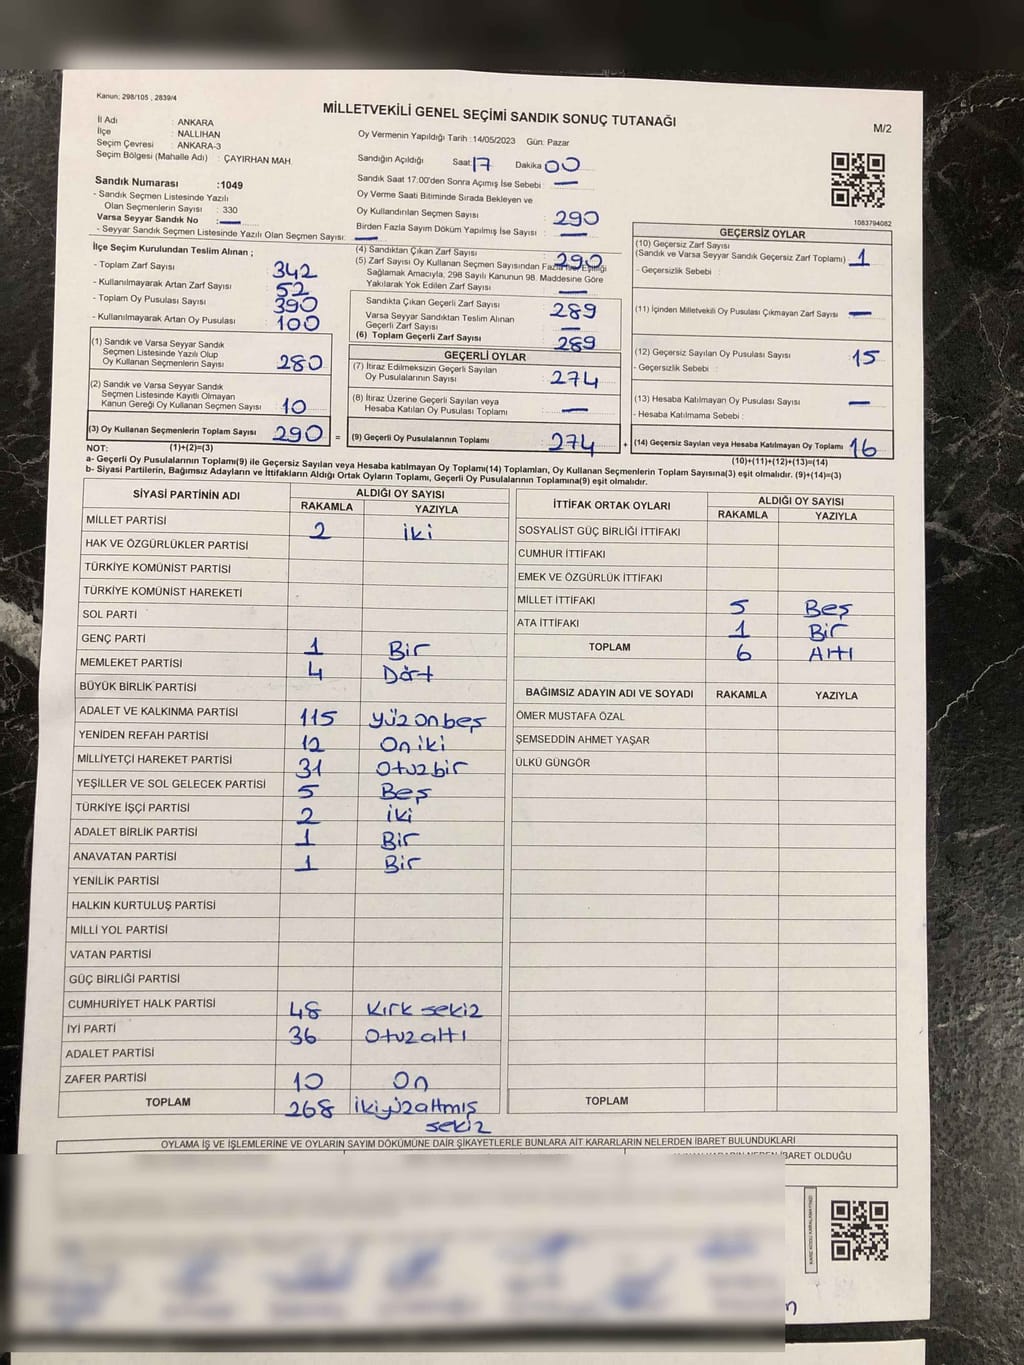 Kanun: 298/105 , 2839/4
MİLLETVEKİLİ GENEL SEÇİMİ SANDIK SONUÇ TUTANAĞI
M/2
İl Adı : ANKARA
İlçe : NALLIHAN
Seçim Çevresi : ANKARA-3
Seçim Bölgesi (Mahalle Adı) : ÇAYIRHAN MAH.
Oy Vermenin Yapıldığı Tarih :14/05/2023 Gün: Pazar
Sandığın Açıldığı Saat: 17 Dakika 00
Sandık Saat 17:00'den Sonra Açılmış İse Sebebi : —
Oy Verme Saati Bitiminde Sırada Bekleyen ve
Oy Kullandırılan Seçmen Sayısı : 290
Birden Fazla Sayım Döküm Yapılmış İse Sayısı : —
Sandık Numarası :1049
- Sandık Seçmen Listesinde Yazılı
Olan Seçmenlerin Sayısı : 330
Varsa Seyyar Sandık No : —
- Seyyar Sandık Seçmen Listesinde Yazılı Olan Seçmen Sayısı: —
1083794082
İlçe Seçim Kurulundan Teslim Alınan ;
- Toplam Zarf Sayısı : 342
- Kullanılmayarak Artan Zarf Sayısı : 52
- Toplam Oy Pusulası Sayısı : 390
- Kullanılmayarak Artan Oy Pusulası : 100
(4) Sandıktan Çıkan Zarf Sayısı : 290
(5) Zarf Sayısı Oy Kullanan Seçmen Sayısından Fazla İse, Eşitliği
Sağlamak Amacıyla, 298 Sayılı Kanunun 98. Maddesine Göre
Yakılarak Yok Edilen Zarf Sayısı : —
Sandıkta Çıkan Geçerli Zarf Sayısı : 289
Varsa Seyyar Sandıktan Teslim Alınan
Geçerli Zarf Sayısı : —
(6) Toplam Geçerli Zarf Sayısı : 289
GEÇERSİZ OYLAR
(10) Geçersiz Zarf Sayısı
(Sandık ve Varsa Seyyar Sandık Geçersiz Zarf Toplamı) : 1
- Geçersizlik Sebebi :
(11) İçinden Milletvekili Oy Pusulası Çıkmayan Zarf Sayısı : —
(12) Geçersiz Sayılan Oy Pusulası Sayısı : 15
- Geçersizlik Sebebi :
(13) Hesaba Katılmayan Oy Pusulası Sayısı : —
- Hesaba Katılmama Sebebi :
(1) Sandık ve Varsa Seyyar Sandık
Seçmen Listesinde Yazılı Olup
Oy Kullanan Seçmenlerin Sayısı : 280
(2) Sandık ve Varsa Seyyar Sandık
Seçmen Listesinde Kayıtlı Olmayan
Kanun Gereği Oy Kullanan Seçmen Sayısı : 10
GEÇERLİ OYLAR
(7) İtiraz Edilmeksizin Geçerli Sayılan
Oy Pusulalarının Sayısı : 274
(8) İtiraz Üzerine Geçerli Sayılan veya
Hesaba Katılan Oy Pusulası Toplamı : —
(3) Oy Kullanan Seçmenlerin Toplam Sayısı : 290 = (9) Geçerli Oy Pusulalarının Toplamı : 274 + (14) Geçersiz Sayılan veya Hesaba Katılmayan Oy Toplamı : 16
NOT: (1)+(2)=(3) (10)+(11)+(12)+(13)=(14)
a- Geçerli Oy Pusulalarının Toplamı(9) ile Geçersiz Sayılan veya Hesaba katılmayan Oy Toplamı(14) Toplamları, Oy Kullanan Seçmenlerin Toplam Sayısına(3) eşit olmalıdır. (9)+(14)=(3)
b- Siyasi Partilerin, Bağımsız Adayların ve İttifakların Aldığı Ortak Oyların Toplamı, Geçerli Oy Pusulalarının Toplamına(9) eşit olmalıdır.
SİYASİ PARTİNİN ADI ALDIĞI OY SAYISI
RAKAMLA YAZIYLA
MİLLET PARTİSİ 2 iki
HAK VE ÖZGÜRLÜKLER PARTİSİ
TÜRKİYE KOMÜNİST PARTİSİ
TÜRKİYE KOMÜNİST HAREKETİ
SOL PARTİ
GENÇ PARTİ 1 Bir
MEMLEKET PARTİSİ 4 Dört
BÜYÜK BİRLİK PARTİSİ
ADALET VE KALKINMA PARTİSİ 115 yüz on beş
YENİDEN REFAH PARTİSİ 12 On iki
MİLLİYETÇİ HAREKET PARTİSİ 31 Otuz bir
YEŞİLLER VE SOL GELECEK PARTİSİ 5 Beş
TÜRKİYE İŞÇİ PARTİSİ 2 iki
ADALET BİRLİK PARTİSİ 1 Bir
ANAVATAN PARTİSİ 1 Bir
YENİLİK PARTİSİ
HALKIN KURTULUŞ PARTİSİ
MİLLİ YOL PARTİSİ
VATAN PARTİSİ
GÜÇ BİRLİĞİ PARTİSİ
CUMHURİYET HALK PARTİSİ 48 Kırk sekiz
İYİ PARTİ 36 Otuz altı
ADALET PARTİSİ
ZAFER PARTİSİ 10 On
TOPLAM 268 ikiyüz altmış
sekiz
İTTİFAK ORTAK OYLARI ALDIĞI OY SAYISI
RAKAMLA YAZIYLA
SOSYALİST GÜÇ BİRLİĞİ İTTİFAKI
CUMHUR İTTİFAKI
EMEK VE ÖZGÜRLÜK İTTİFAKI
MİLLET İTTİFAKI 5 Beş
ATA İTTİFAKI 1 Bir
TOPLAM 6 Altı
BAĞIMSIZ ADAYIN ADI VE SOYADI RAKAMLA YAZIYLA
ÖMER MUSTAFA ÖZAL
ŞEMSEDDİN AHMET YAŞAR
ÜLKÜ GÜNGÖR
TOPLAM
OYLAMA İŞ VE İŞLEMLERİNE VE OYLARIN SAYIM DÖKÜMÜNE DAİR ŞİKAYETLERLE BUNLARA AİT KARARLARIN NELERDEN İBARET BULUNDUKLARI
İBARET OLDUĞU